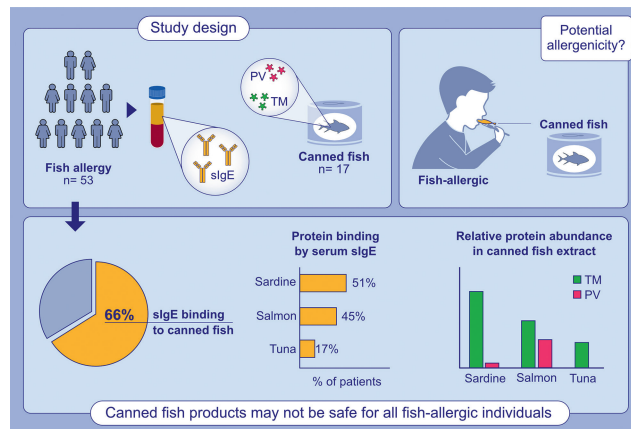 Study design
Potential
allergenicity?
PV
TM
Canned fish
n= 17
sIgE
Fish allergy
n= 53
Canned fish
Fish-allergic
66%
sIgE binding
to canned fish
Protein binding
by serum sIgE
Sardine
51%
Salmon
45%
Tuna
17%
% of patients
Relative protein abundance
in canned fish extract
TM
PV
Sardine
Salmon
Tuna
Canned fish products may not be safe for all fish-allergic individuals